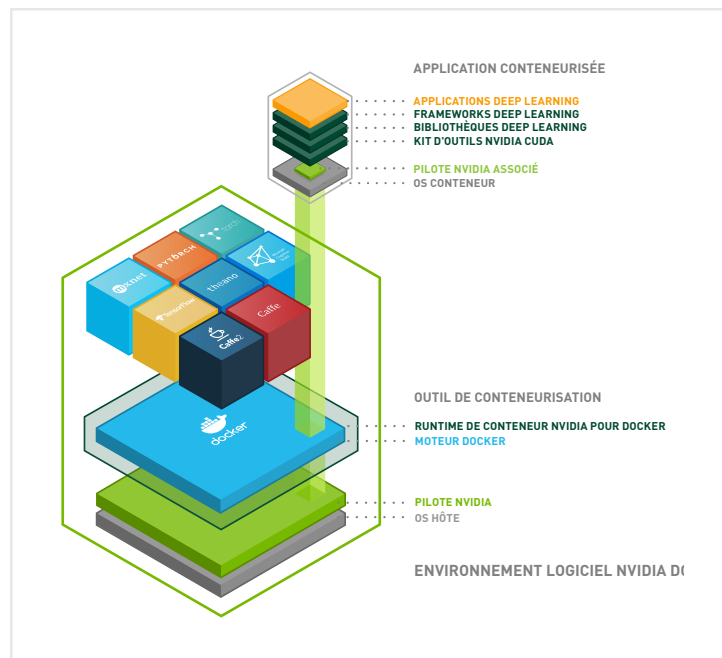 APPLICATION CONTENEURISÉE
APPLICATIONS DEEP LEARNING
FRAMEWORKS DEEP LEARNING
BIBLIOTHÈQUES DEEP LEARNING
KIT D'OUTILS NVIDIA CUDA
PILOTE NVIDIA ASSOCIÉ
OS CONTENEUR
torch
PYTORCH
mxnet
theano
TensorFlow
Caffe
Caffe2
docker
OUTIL DE CONTENEURISATION
RUNTIME DE CONTENEUR NVIDIA POUR DOCKER
MOTEUR DOCKER
PILOTE NVIDIA
OS HÔTE
ENVIRONNEMENT LOGICIEL NVIDIA